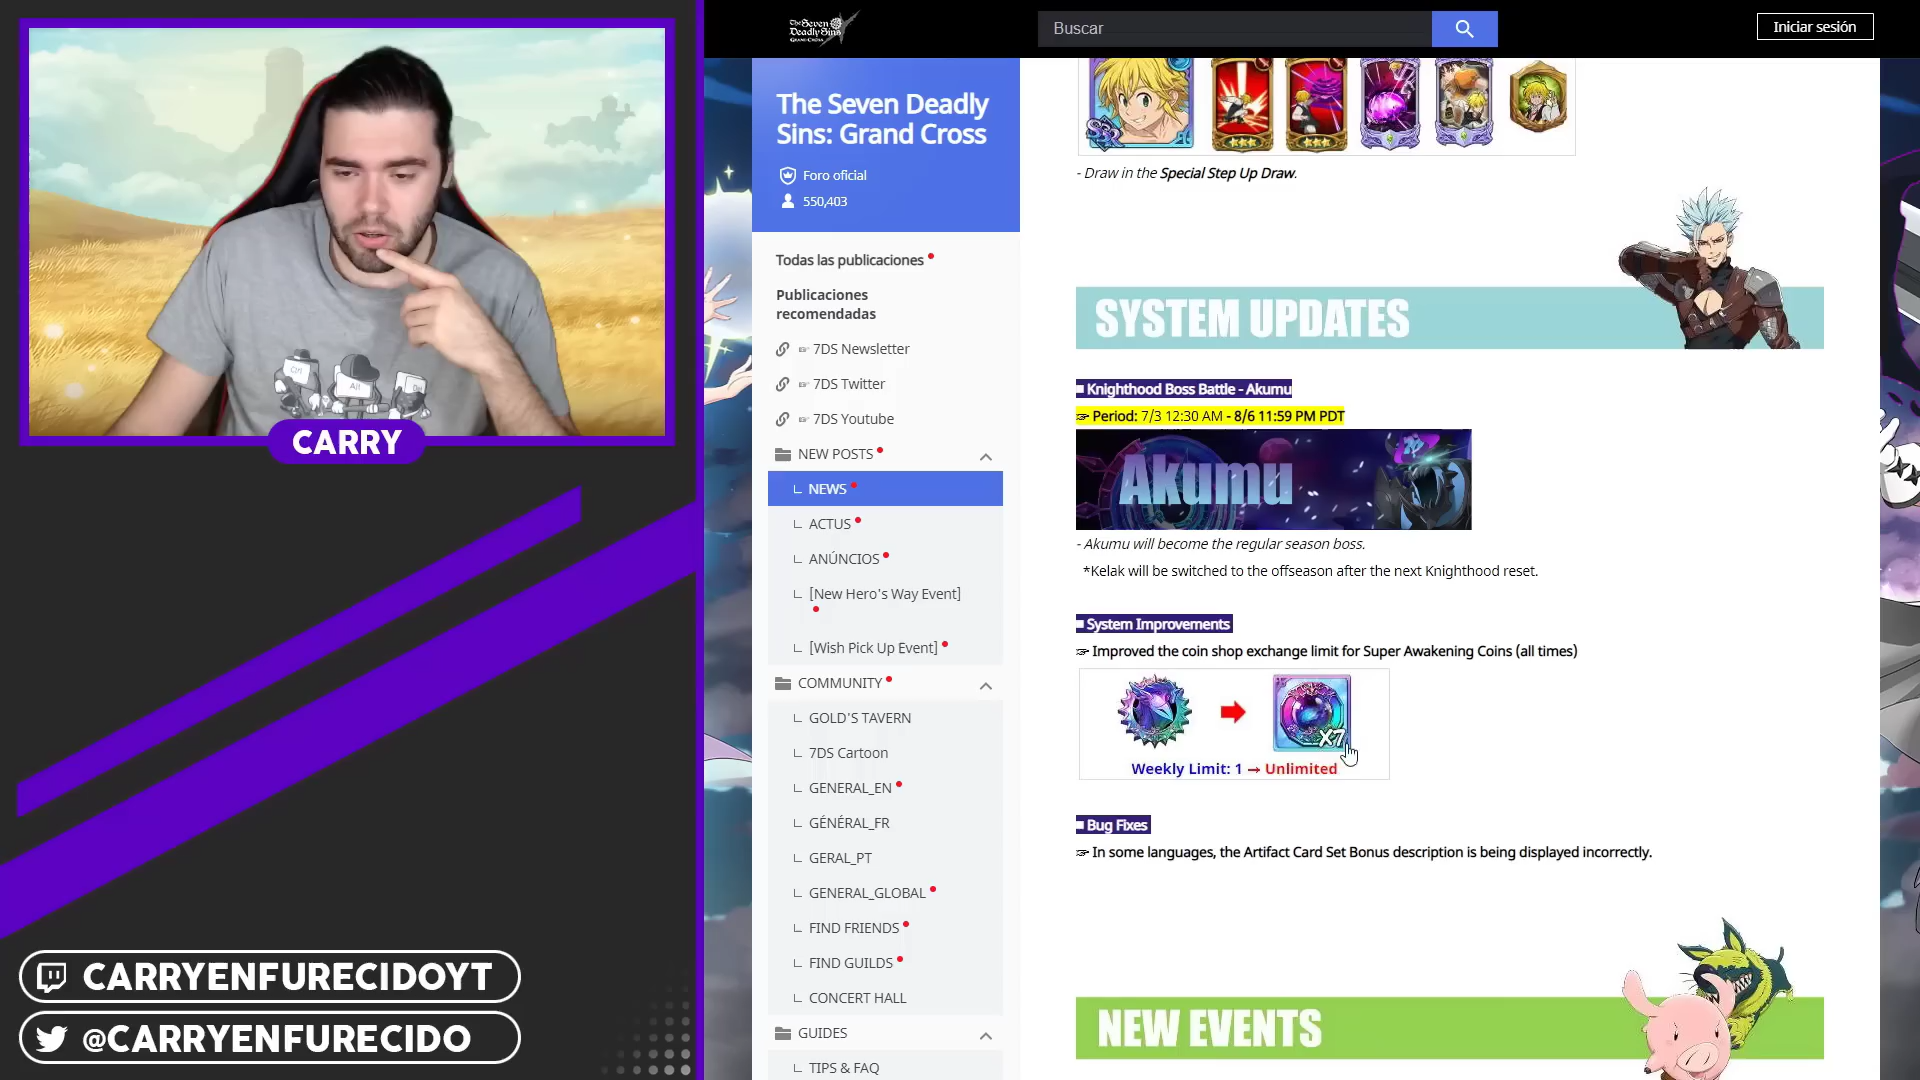 CARRY
CARRYENFURECIDOYT
@CARRYENFURECIDO
The Seven
Deadly Sins
GRAND CROSS
Buscar
Iniciar sesión
The Seven Deadly
Sins: Grand Cross
Foro oficial
550,403
Todas las publicaciones
Publicaciones
recomendadas
☞ 7DS Newsletter
☞ 7DS Twitter
☞ 7DS Youtube
NEW POSTS
NEWS
ACTUS
ANÚNCIOS
[New Hero's Way Event]
[Wish Pick Up Event]
COMMUNITY
GOLD'S TAVERN
7DS Cartoon
GENERAL_EN
GÉNÉRAL_FR
GERAL_PT
GENERAL_GLOBAL
FIND FRIENDS
FIND GUILDS
CONCERT HALL
GUIDES
TIPS & FAQ
- Draw in the Special Step Up Draw.
SYSTEM UPDATES
■ Knighthood Boss Battle - Akumu
☞ Period: 7/3 12:30 AM - 8/6 11:59 PM PDT
Akumu
- Akumu will become the regular season boss.
*Kelak will be switched to the offseason after the next Knighthood reset.
■ System Improvements
☞ Improved the coin shop exchange limit for Super Awakening Coins (all times)
X7
Weekly Limit: 1 → Unlimited
■ Bug Fixes
☞ In some languages, the Artifact Card Set Bonus description is being displayed incorrectly.
NEW EVENTS